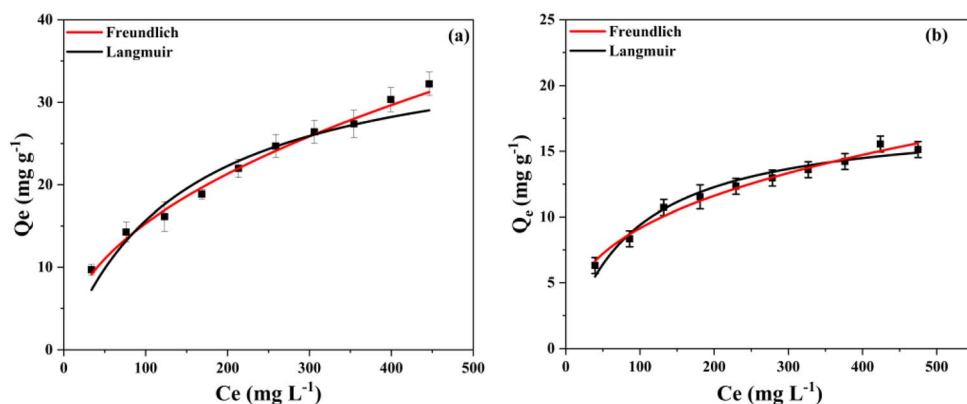 Freundlich
Langmuir
(a)
Qe (mg g⁻¹)
40
30
20
10
0
0 100 200 300 400 500
Ce (mg L⁻¹)
Freundlich
Langmuir
(b)
Qₑ (mg g⁻¹)
25
20
15
10
5
0
0 100 200 300 400 500
Ce (mg L⁻¹)